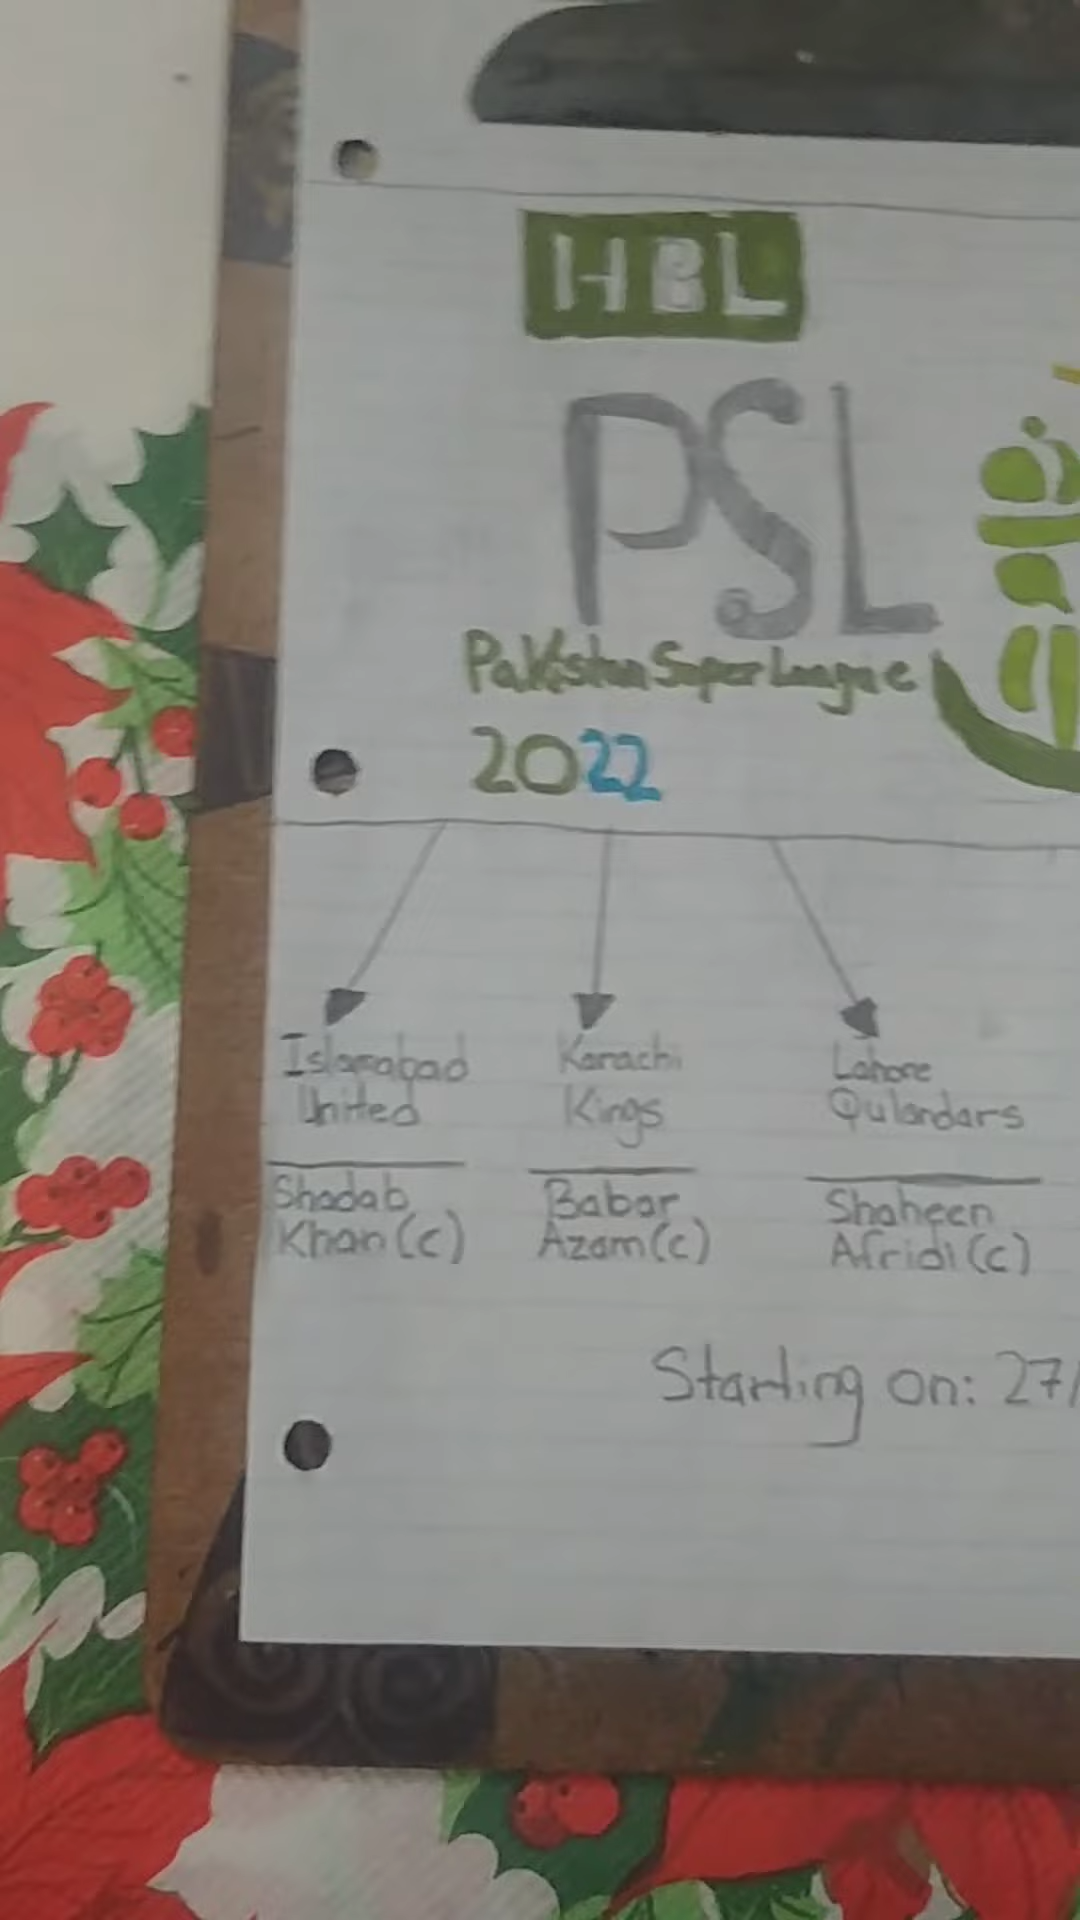 HBL
PSL
Pakistan Super League
2022
Islamabad United
Karachi Kings
Lahore Qulandars
Shadab Khan (c)
Babar Azam (c)
Shaheen Afridi (c)
Starting on: 27/